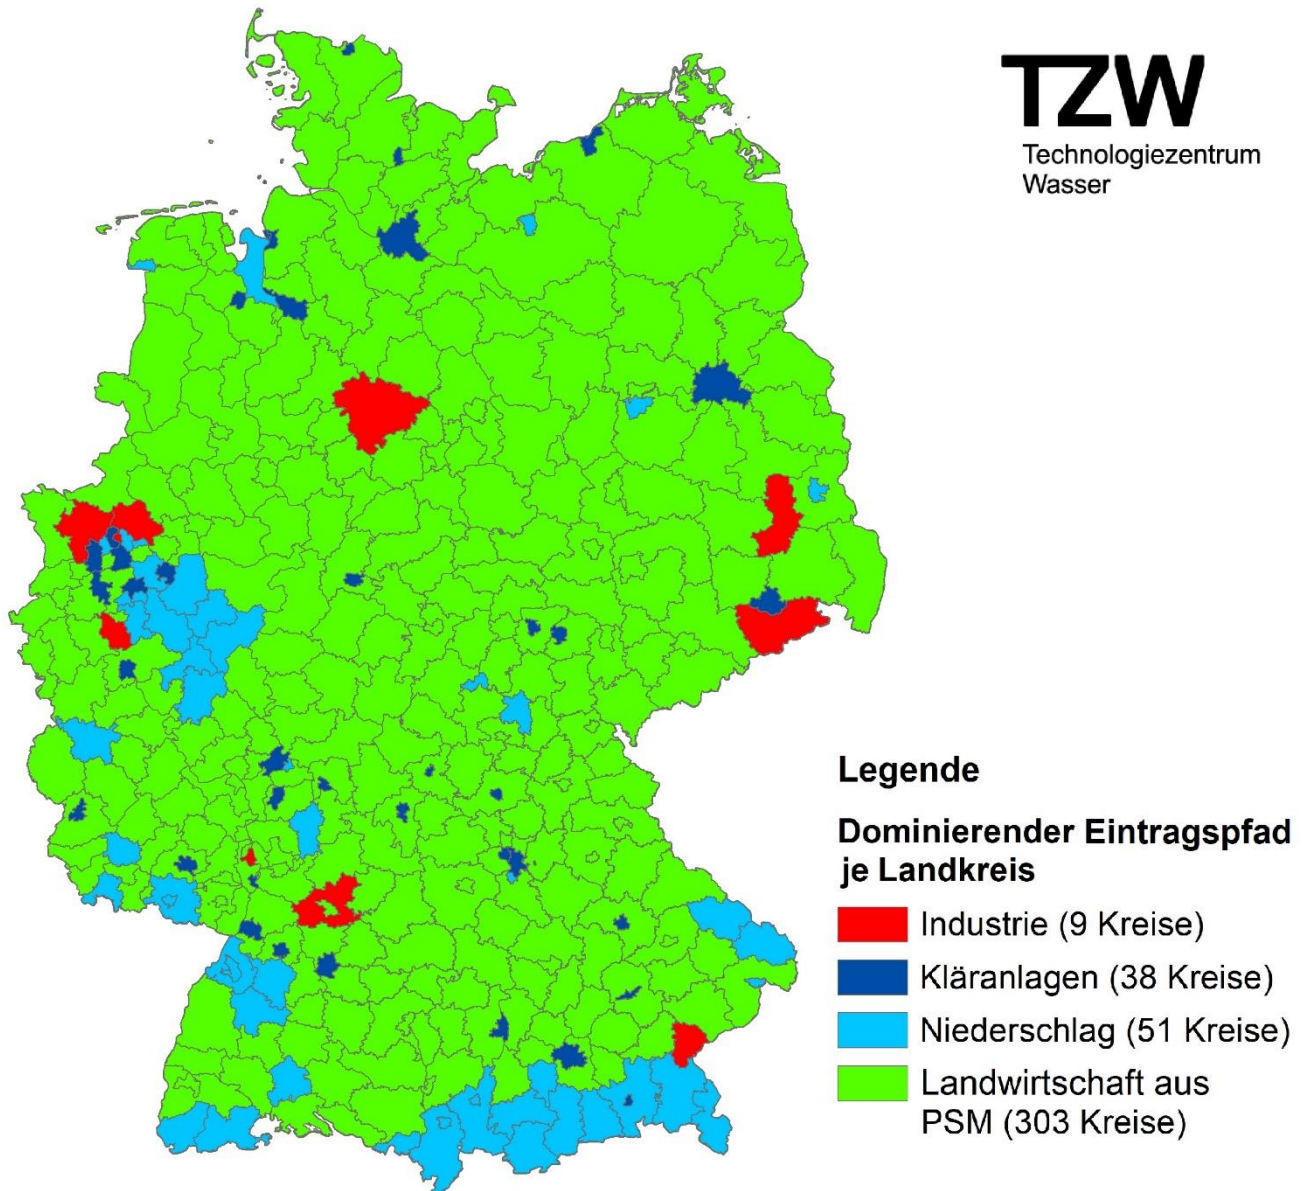 TZW
Technologiezentrum
Wasser
Legende
Dominierender Eintragspfad
je Landkreis
Industrie (9 Kreise)
Kläranlagen (38 Kreise)
Niederschlag (51 Kreise)
Landwirtschaft aus
PSM (303 Kreise)